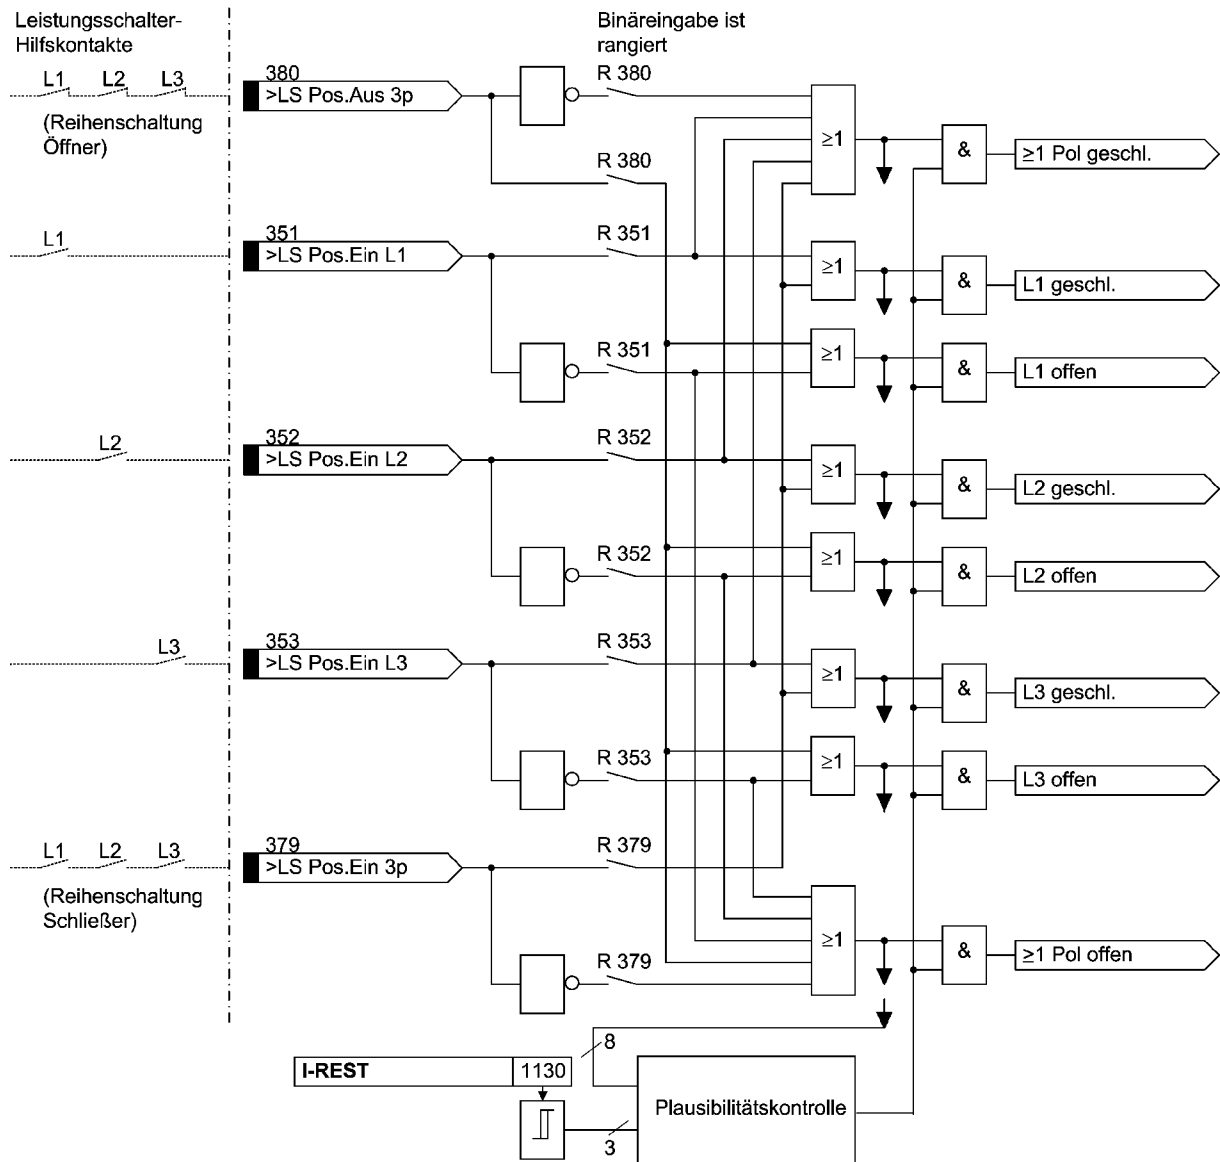 Leistungsschalter-
Hilfskontakte
Binäreingabe ist
rangiert
L1 L2 L3
380
>LS Pos.Aus 3p
R 380
(Reihenschaltung
Öffner)
≥1
&
≥1 Pol geschl.
R 380
L1
351
>LS Pos.Ein L1
R 351
≥1
&
L1 geschl.
R 351
≥1
&
L1 offen
L2
352
>LS Pos.Ein L2
R 352
≥1
&
L2 geschl.
R 352
≥1
&
L2 offen
L3
353
>LS Pos.Ein L3
R 353
≥1
&
L3 geschl.
R 353
≥1
&
L3 offen
L1 L2 L3
379
>LS Pos.Ein 3p
R 379
(Reihenschaltung
Schließer)
≥1
&
≥1 Pol offen
R 379
8
I-REST 1130
Plausibilitätskontrolle
3